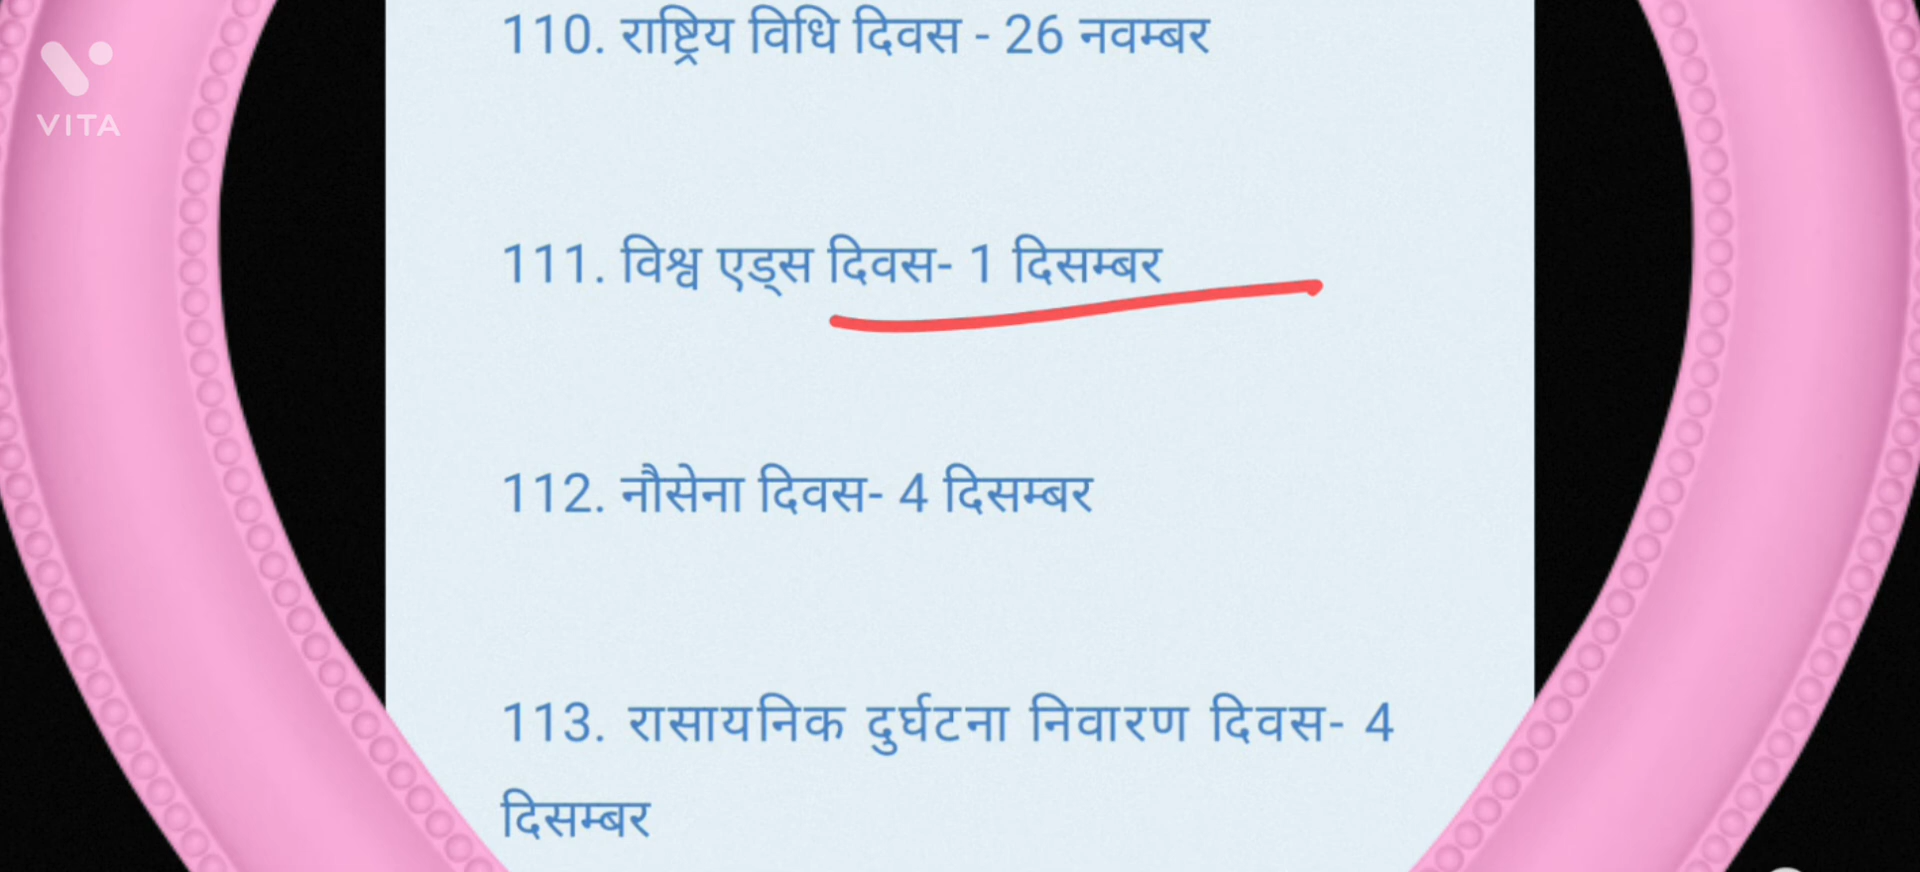 VITA
110. राष्ट्रिय विधि दिवस - 26 नवम्बर
111. विश्व एड्स दिवस- 1 दिसम्बर
112. नौसेना दिवस- 4 दिसम्बर
113. रासायनिक दुर्घटना निवारण दिवस- 4
दिसम्बर